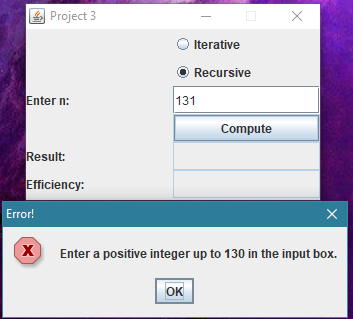 Project 3
Iterative
Recursive
Enter n:
131
Compute
Result:
Efficiency:
Error!
Enter a positive integer up to 130 in the input box.
OK